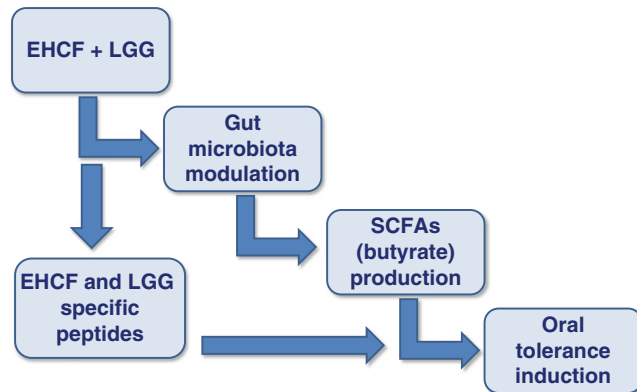 EHCF + LGG
Gut
microbiota
modulation
SCFAs
(butyrate)
production
EHCF and LGG
specific
peptides
Oral
tolerance
induction